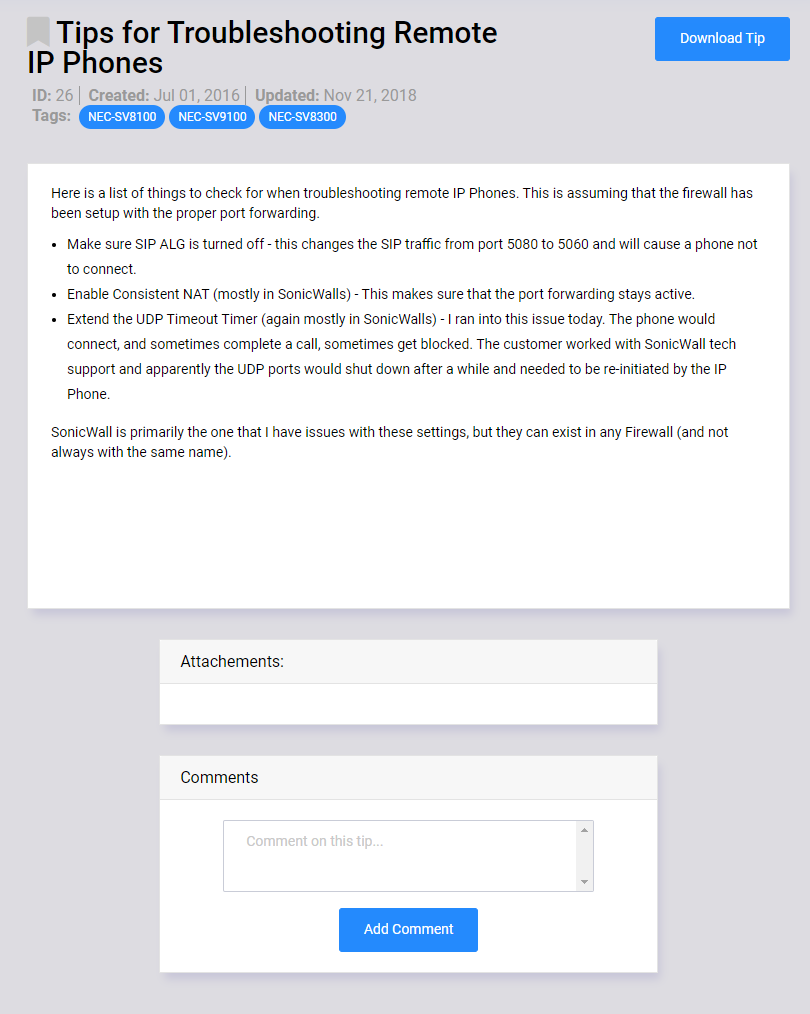 Tips for Troubleshooting Remote
IP Phones
Download Tip
ID: 26 Created: Jul 01, 2016 Updated: Nov 21, 2018
Tags: NEC-SV8100 NEC-SV9100 NEC-SV8300
Here is a list of things to check for when troubleshooting remote IP Phones. This is assuming that the firewall has
been setup with the proper port forwarding.
• Make sure SIP ALG is turned off - this changes the SIP traffic from port 5080 to 5060 and will cause a phone not
to connect.
• Enable Consistent NAT (mostly in SonicWalls) - This makes sure that the port forwarding stays active.
• Extend the UDP Timeout Timer (again mostly in SonicWalls) - I ran into this issue today. The phone would
connect, and sometimes complete a call, sometimes get blocked. The customer worked with SonicWall tech
support and apparently the UDP ports would shut down after a while and needed to be re-initiated by the IP
Phone.
SonicWall is primarily the one that I have issues with these settings, but they can exist in any Firewall (and not
always with the same name).
Attachements:
Comments
Comment on this tip...
Add Comment